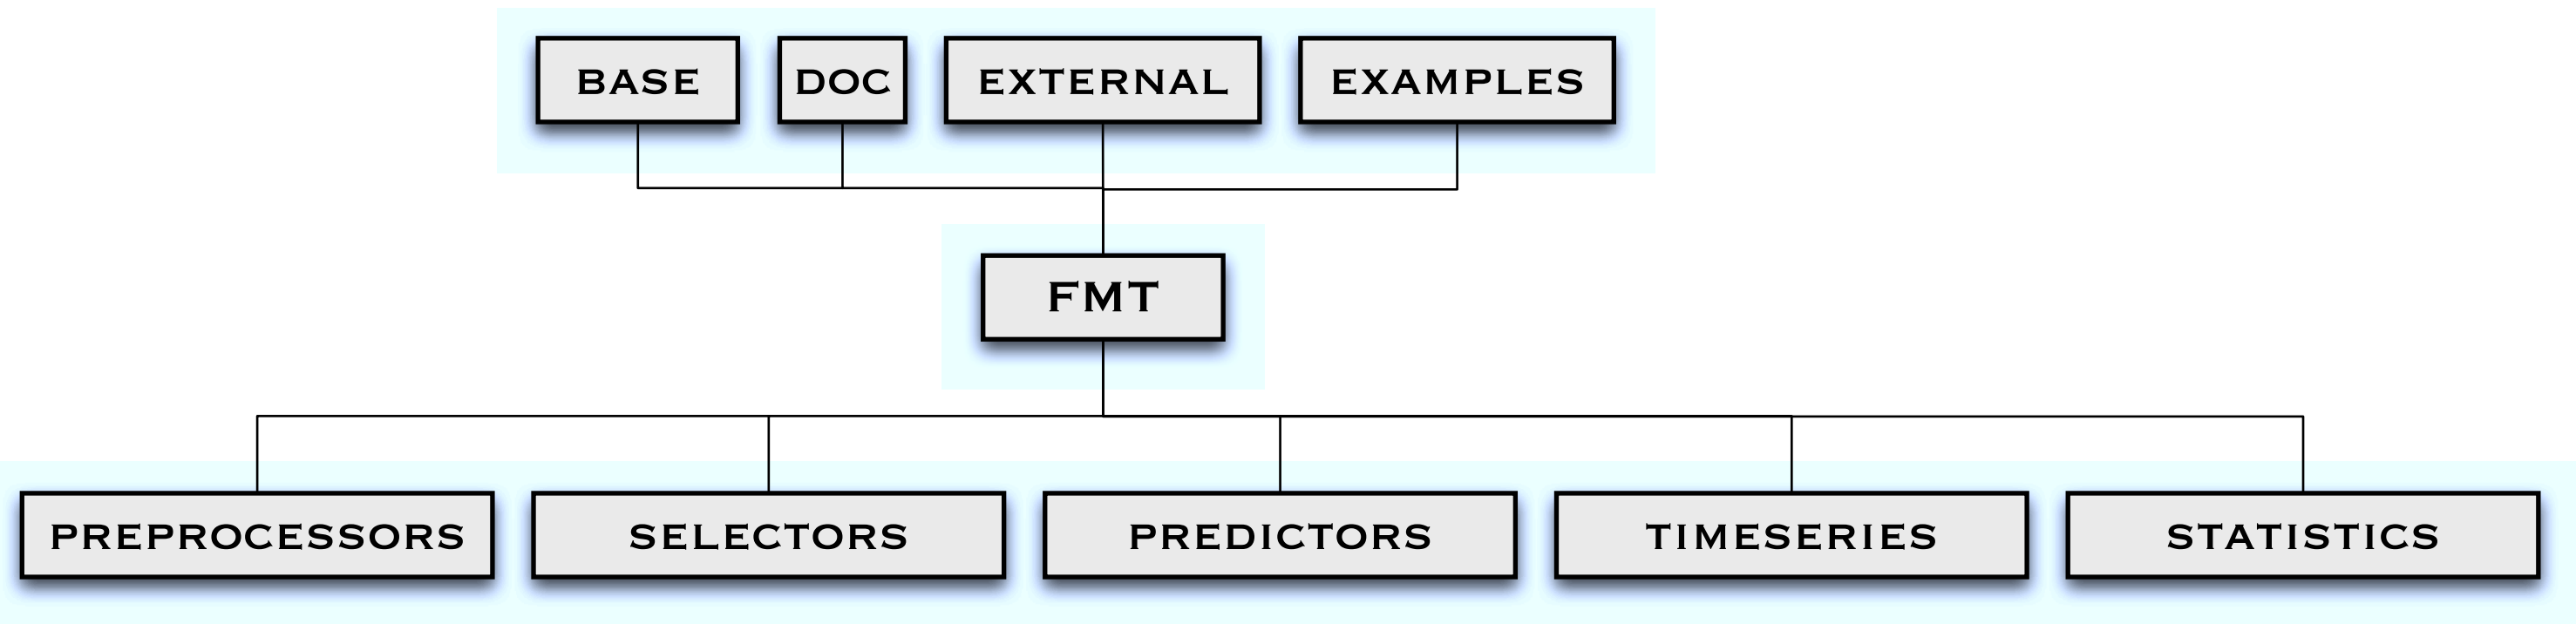 BASE DOC EXTERNAL EXAMPLES
FMT
PREPROCESSORS SELECTORS PREDICTORS TIMESERIES STATISTICS